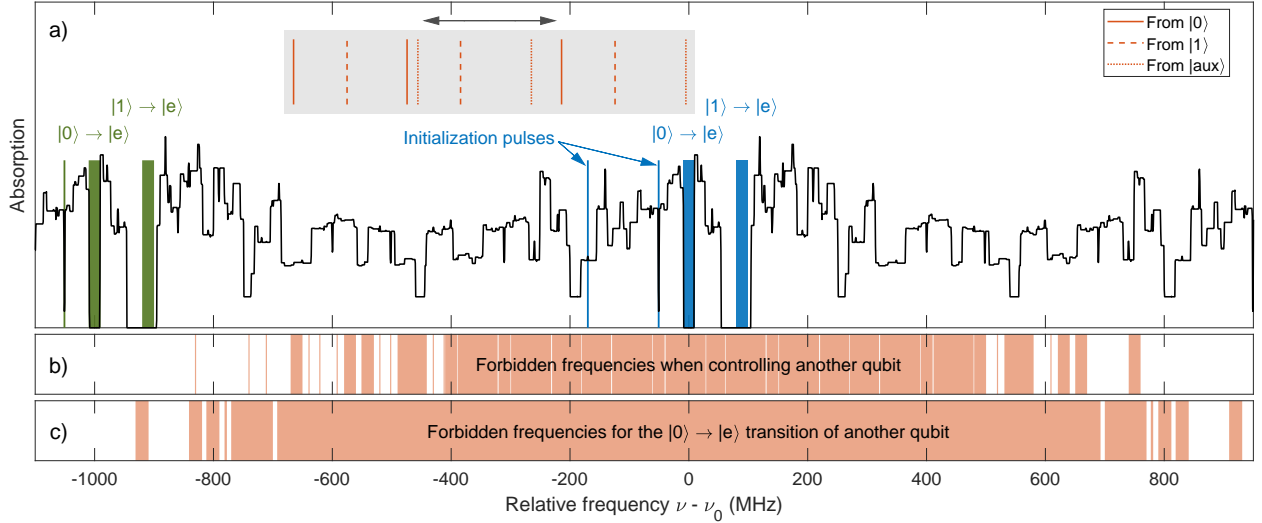 a)
From |0⟩
From |1⟩
From |aux⟩
|1⟩ → |e⟩
|0⟩ → |e⟩
Initialization pulses
|1⟩ → |e⟩
|0⟩ → |e⟩
Absorption
b)
Forbidden frequencies when controlling another qubit
c)
Forbidden frequencies for the |0⟩ → |e⟩ transition of another qubit
-1000 -800 -600 -400 -200 0 200 400 600 800
Relative frequency ν - ν₀ (MHz)